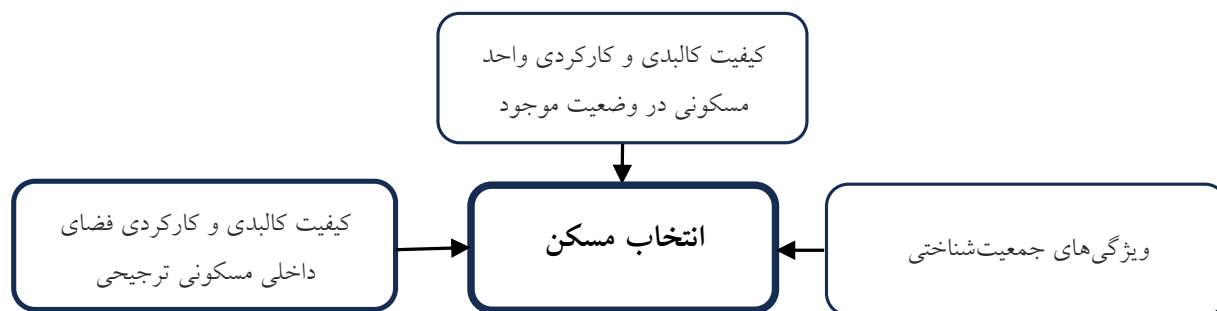 کیفیت کالبدی و کارکردی واحد
مسکونی در وضعیت موجود
ویژگی‌های جمعیت‌شناختی
انتخاب مسکن
کیفیت کالبدی و کارکردی فضای
داخلی مسکونی ترجیحی